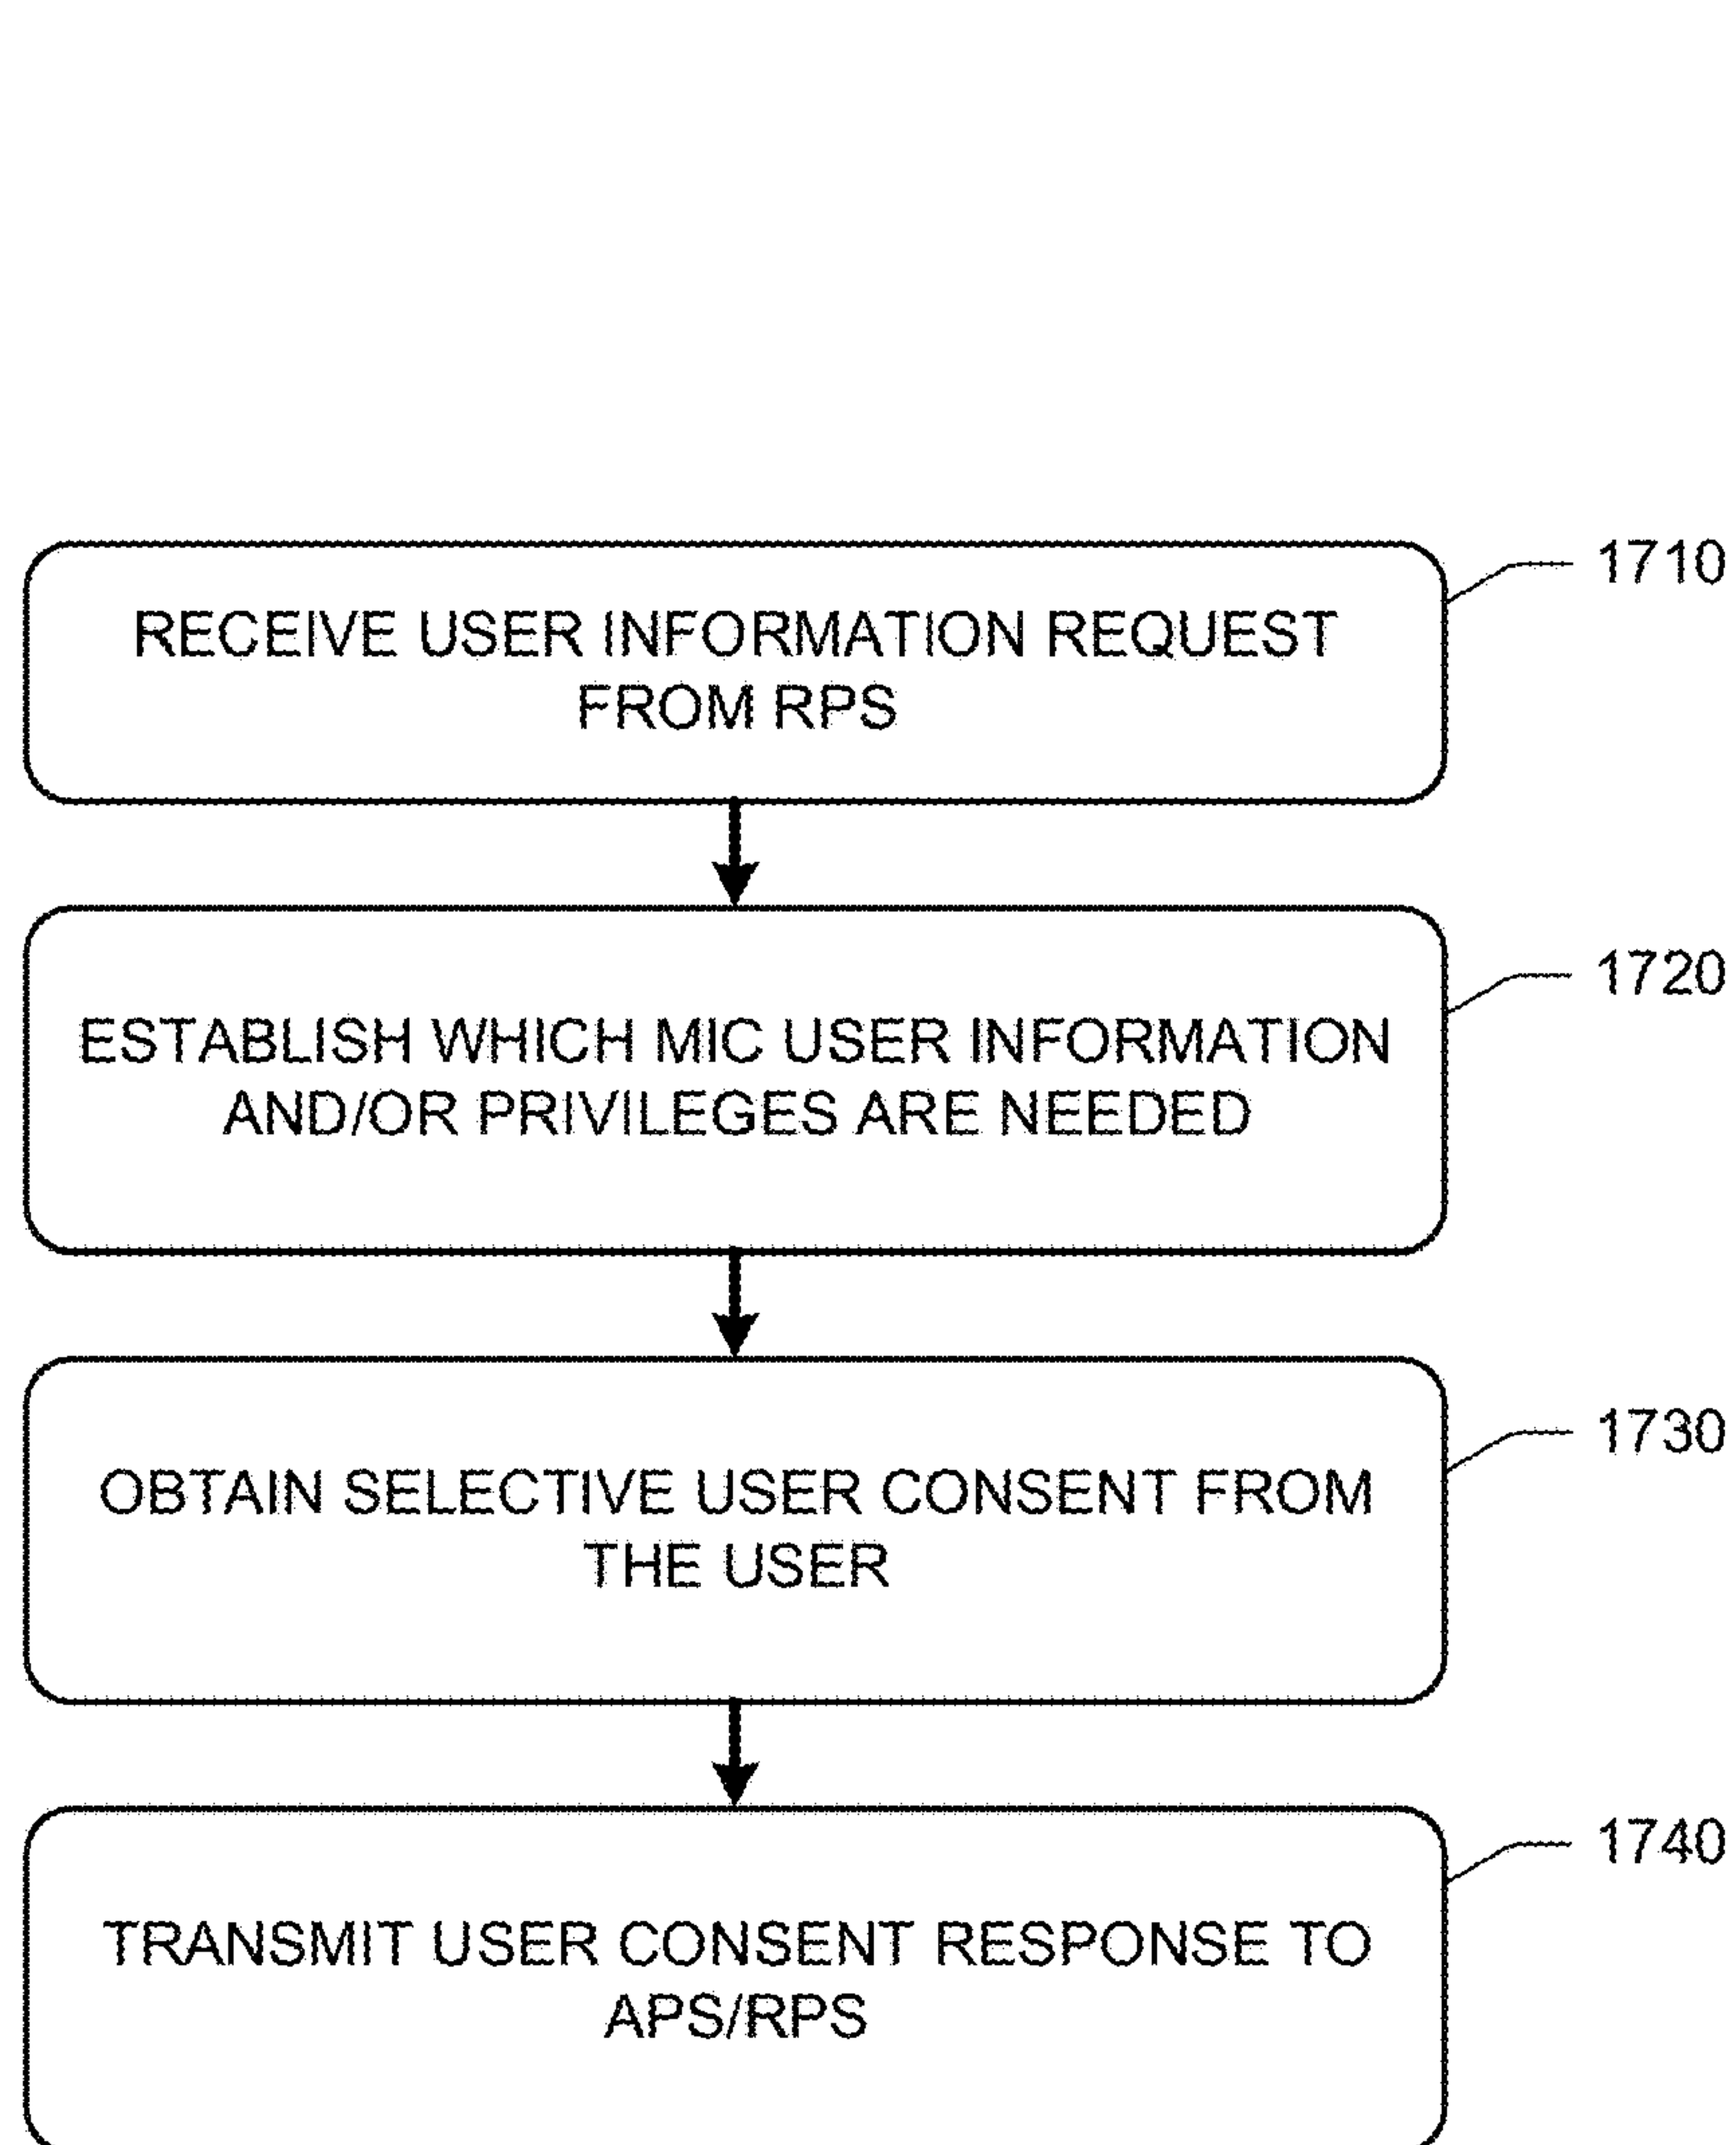 1710
RECEIVE USER INFORMATION REQUEST
FROM RPS
1720
ESTABLISH WHICH MIC USER INFORMATION
AND/OR PRIVILEGES ARE NEEDED
1730
OBTAIN SELECTIVE USER CONSENT FROM
THE USER
1740
TRANSMIT USER CONSENT RESPONSE TO
APS/RPS